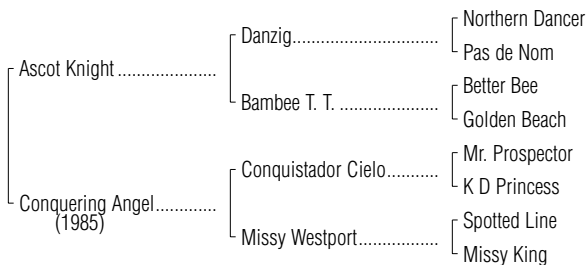 Northern Dancer
Danzig
Pas de Nom
Ascot Knight
Better Bee
Bambee T. T.
Golden Beach
Mr. Prospector
Conquistador Cielo
K D Princess
Conquering Angel
(1985)
Spotted Line
Missy Westport
Missy King